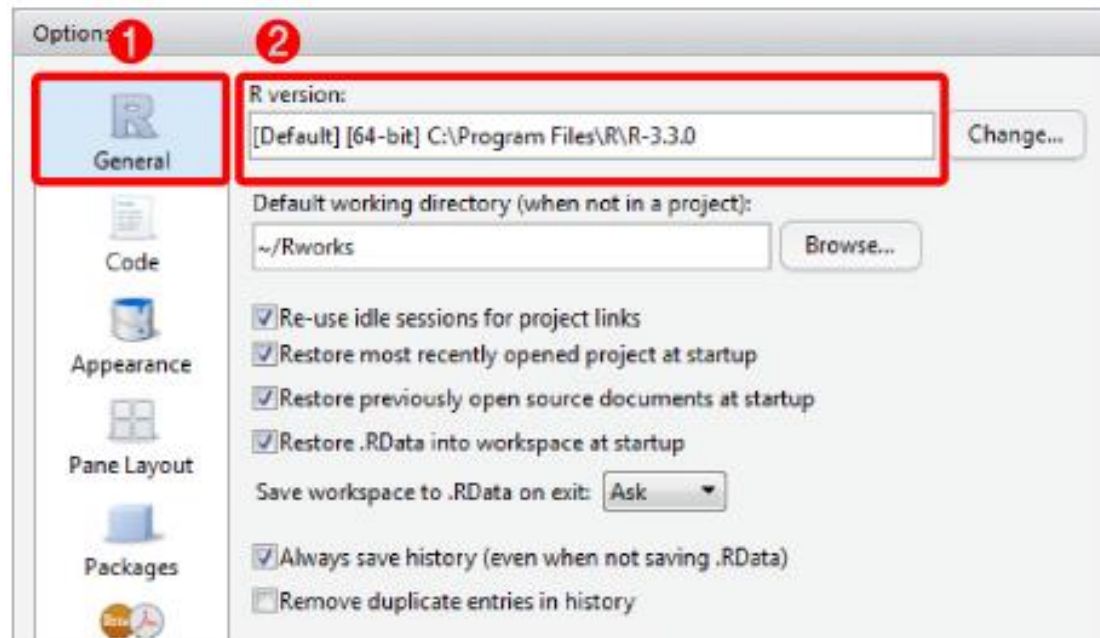 Options
1
2
General
R version:
[Default] [64-bit] C:\Program Files\R\R-3.3.0
Change...
Default working directory (when not in a project):
~/Rworks
Browse...
Code
Re-use idle sessions for project links
Restore most recently opened project at startup
Appearance
Restore previously open source documents at startup
Restore .RData into workspace at startup
Pane Layout
Save workspace to .RData on exit: Ask
Packages
Always save history (even when not saving .RData)
Remove duplicate entries in history